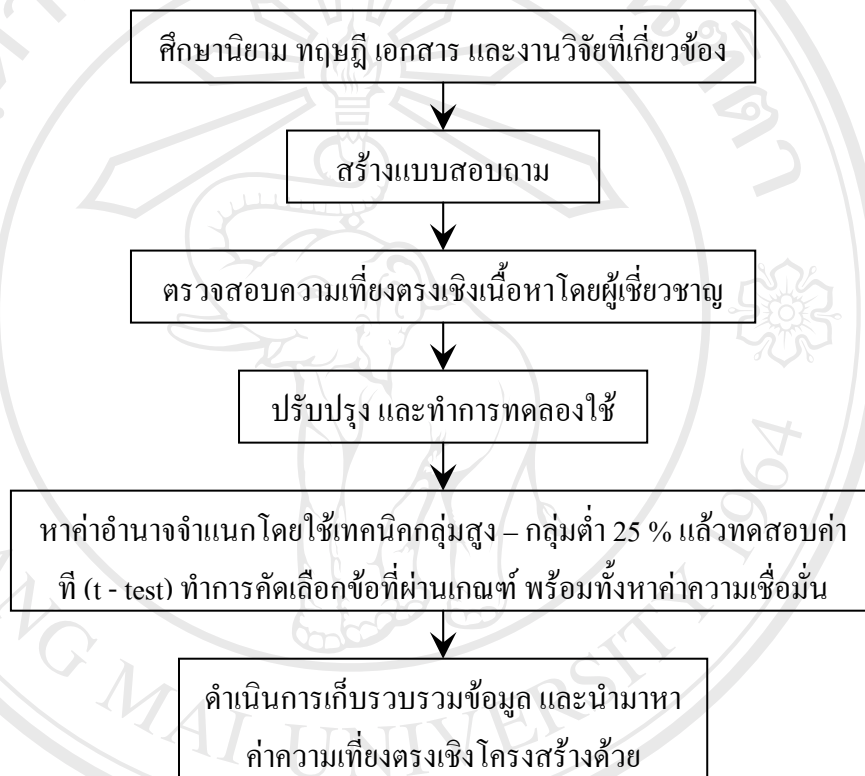 ศึกษานิยาม ทฤษฎี เอกสาร และงานวิจัยที่เกี่ยวข้อง
สร้างแบบสอบถาม
ตรวจสอบความเที่ยงตรงเชิงเนื้อหาโดยผู้เชี่ยวชาญ
ปรับปรุง และทำการทดลองใช้
หาค่าอำนาจจำแนกโดยใช้เทคนิคกลุ่มสูง – กลุ่มต่ำ 25 % แล้วทดสอบค่า
ที (t - test) ทำการคัดเลือกข้อที่ผ่านเกณฑ์ พร้อมทั้งหาค่าความเชื่อมั่น
ดำเนินการเก็บรวบรวมข้อมูล และนำมาหา
ค่าความเที่ยงตรงเชิงโครงสร้างด้วย
NG MAI UNIVERSITY 1964